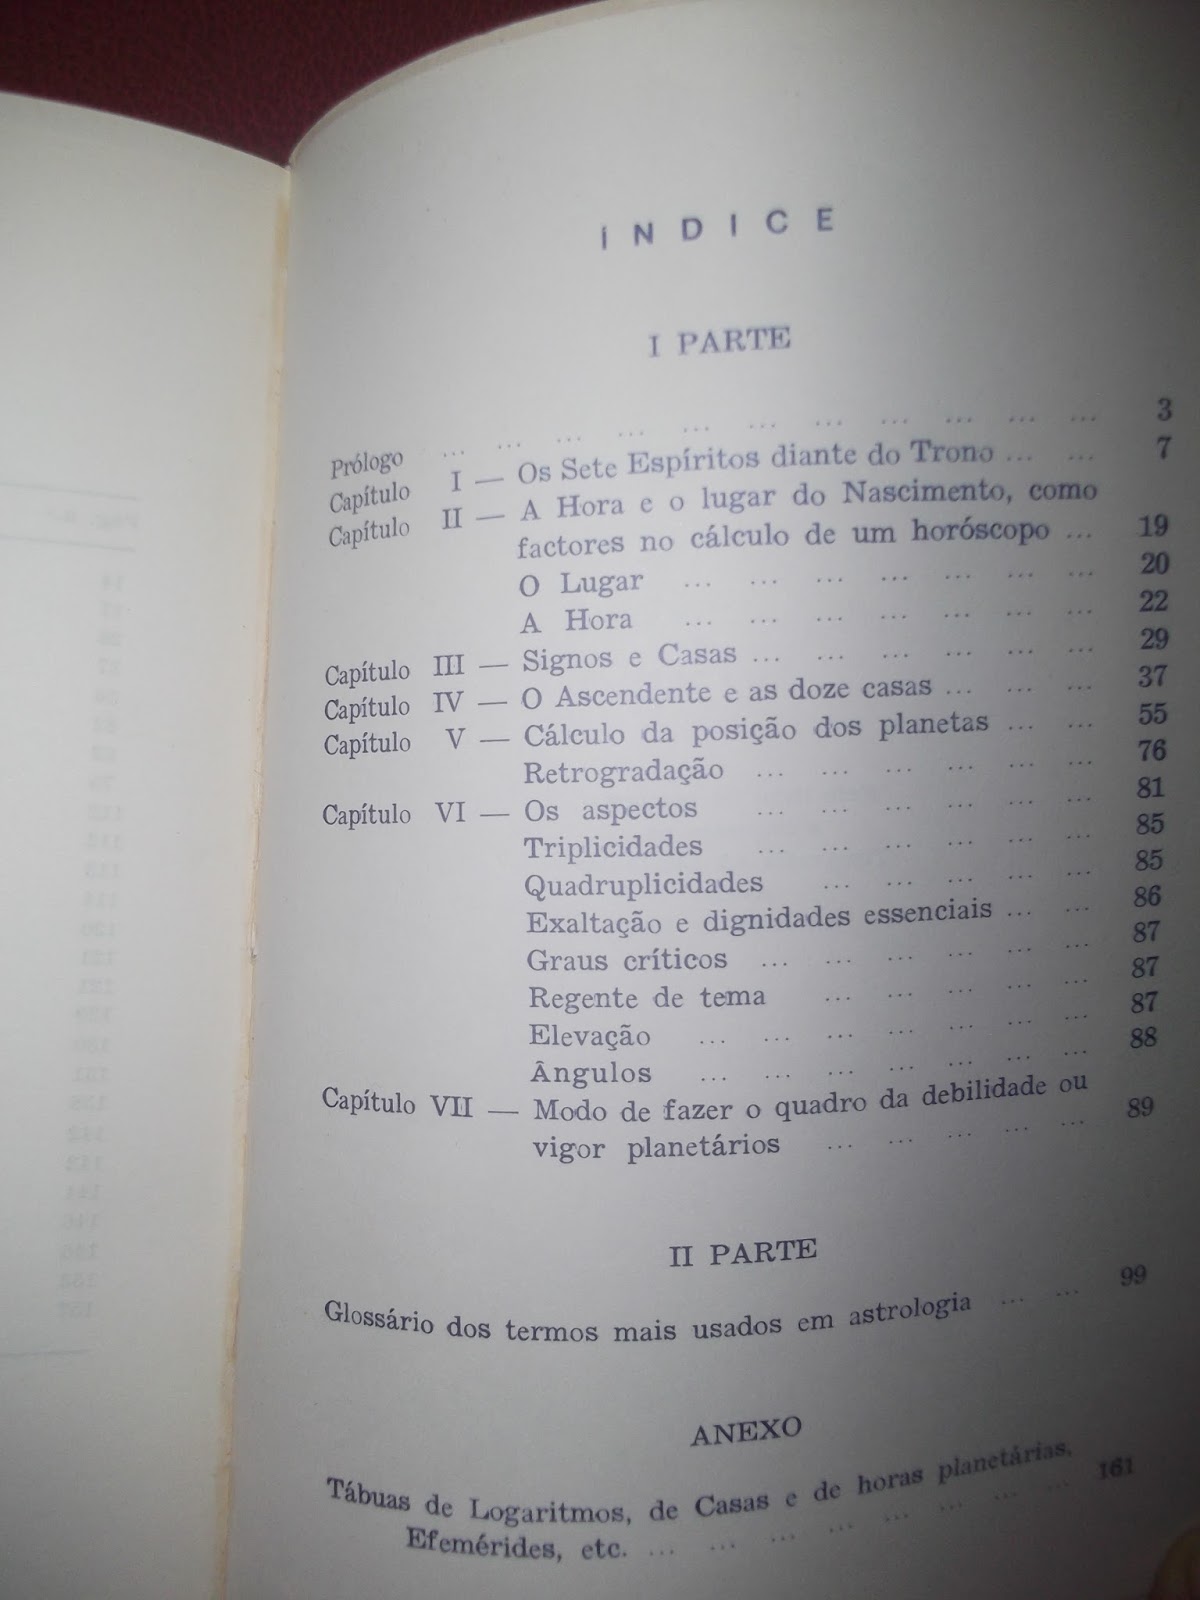 ÍNDICE
I PARTE
Prólogo ... ... ... ... ... ... ... ... ... ... ... 3
Capítulo I — Os Sete Espíritos diante do Trono ... ... 7
Capítulo II — A Hora e o lugar do Nascimento, como
factores no cálculo de um horóscopo ... 19
O Lugar ... ... ... ... ... ... ... 20
A Hora ... ... ... ... ... ... ... 22
Capítulo III — Signos e Casas ... ... ... ... ... ... 29
Capítulo IV — O Ascendente e as doze casas ... ... ... 37
Capítulo V — Cálculo da posição dos planetas ... ... 55
Retrogradação ... ... ... ... ... ... 76
Capítulo VI — Os aspectos ... ... ... ... ... ... 81
Triplicidades ... ... ... ... ... ... 85
Quadruplicidades ... ... ... ... ... 85
Exaltação e dignidades essenciais ... ... 86
Graus críticos ... ... ... ... ... ... 87
Regente de tema ... ... ... ... ... 87
Elevação ... ... ... ... ... ... ... 87
Ângulos ... ... ... ... ... ... ... 88
Capítulo VII — Modo de fazer o quadro da debilidade ou
vigor planetários ... ... ... ... ... 89
II PARTE
Glossário dos termos mais usados em astrologia ... ... 99
ANEXO
Tábuas de Logaritmos, de Casas e de horas planetárias,
Efemérides, etc. ... ... ... ... ... ... ... 161